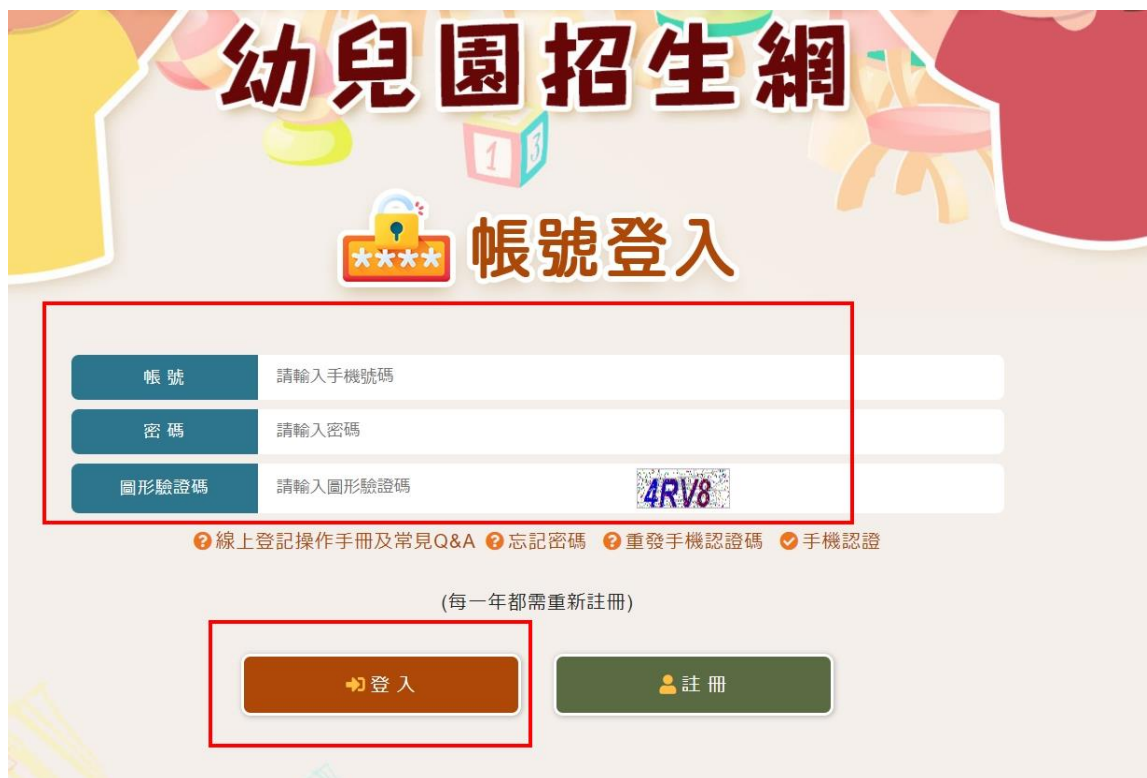 幼兒園招生網
1 3
****
帳號登入
帳號 請輸入手機號碼
密碼 請輸入密碼
圖形驗證碼 請輸入圖形驗證碼 4RV8
線上登記操作手冊及常見Q&A 忘記密碼 重發手機認證碼 手機認證
(每一年都需重新註冊)
登入 註冊